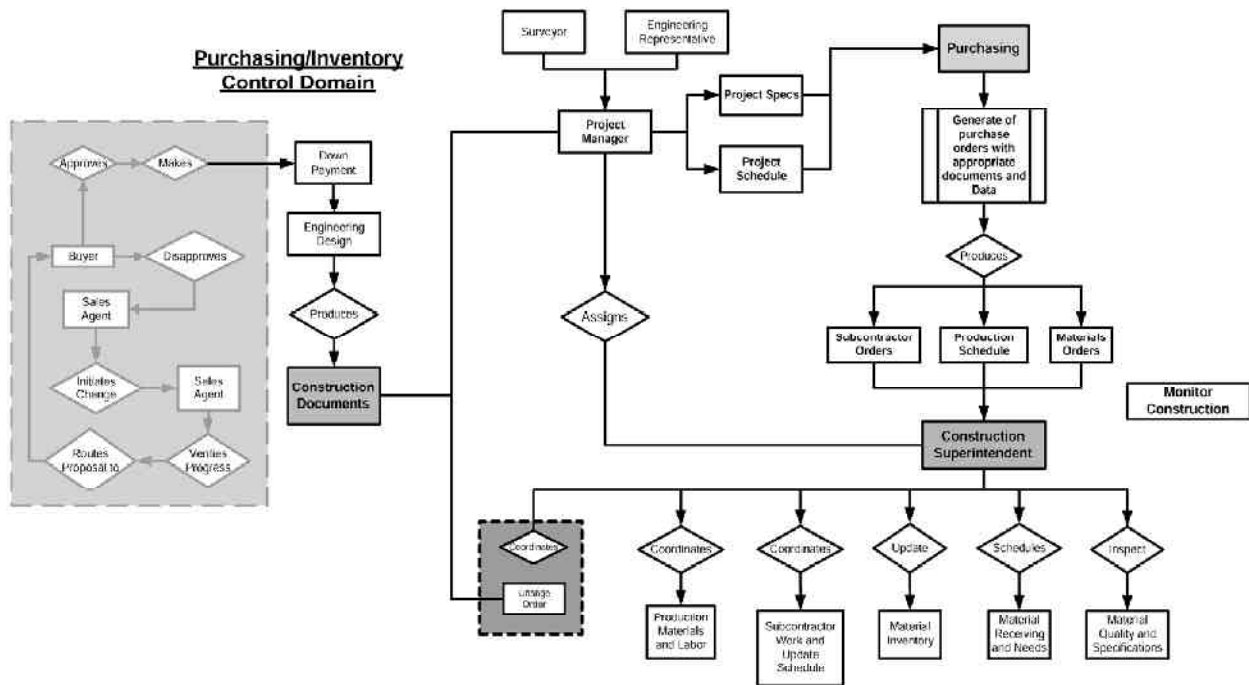 Purchasing/Inventory
Control Domain
Surveyor
Engineering
Representative
Purchasing
Project Specs
Project
Manager
Project
Schedule
Generate of
purchase
orders with
appropriate
documents and
Data
Approves
Makes
Down
Payment
Engineering
Design
Buyer
Disapproves
Produces
Sales
Agent
Produces
Assigns
Subcontractor
Orders
Production
Schedule
Materials
Orders
Initiates
Change
Sales
Agent
Construction
Documents
Monitor
Construction
Routes
Proposal to
Verifies
Progress
Construction
Superintendent
Coordinates
Coordinates
Coordinates
Update
Schedules
Inspect
Change
Order
Production
Materials
and Labor
Subcontractor
Work and
Update
Schedule
Material
Inventory
Material
Receiving
and Needs
Material
Quality and
Specifications